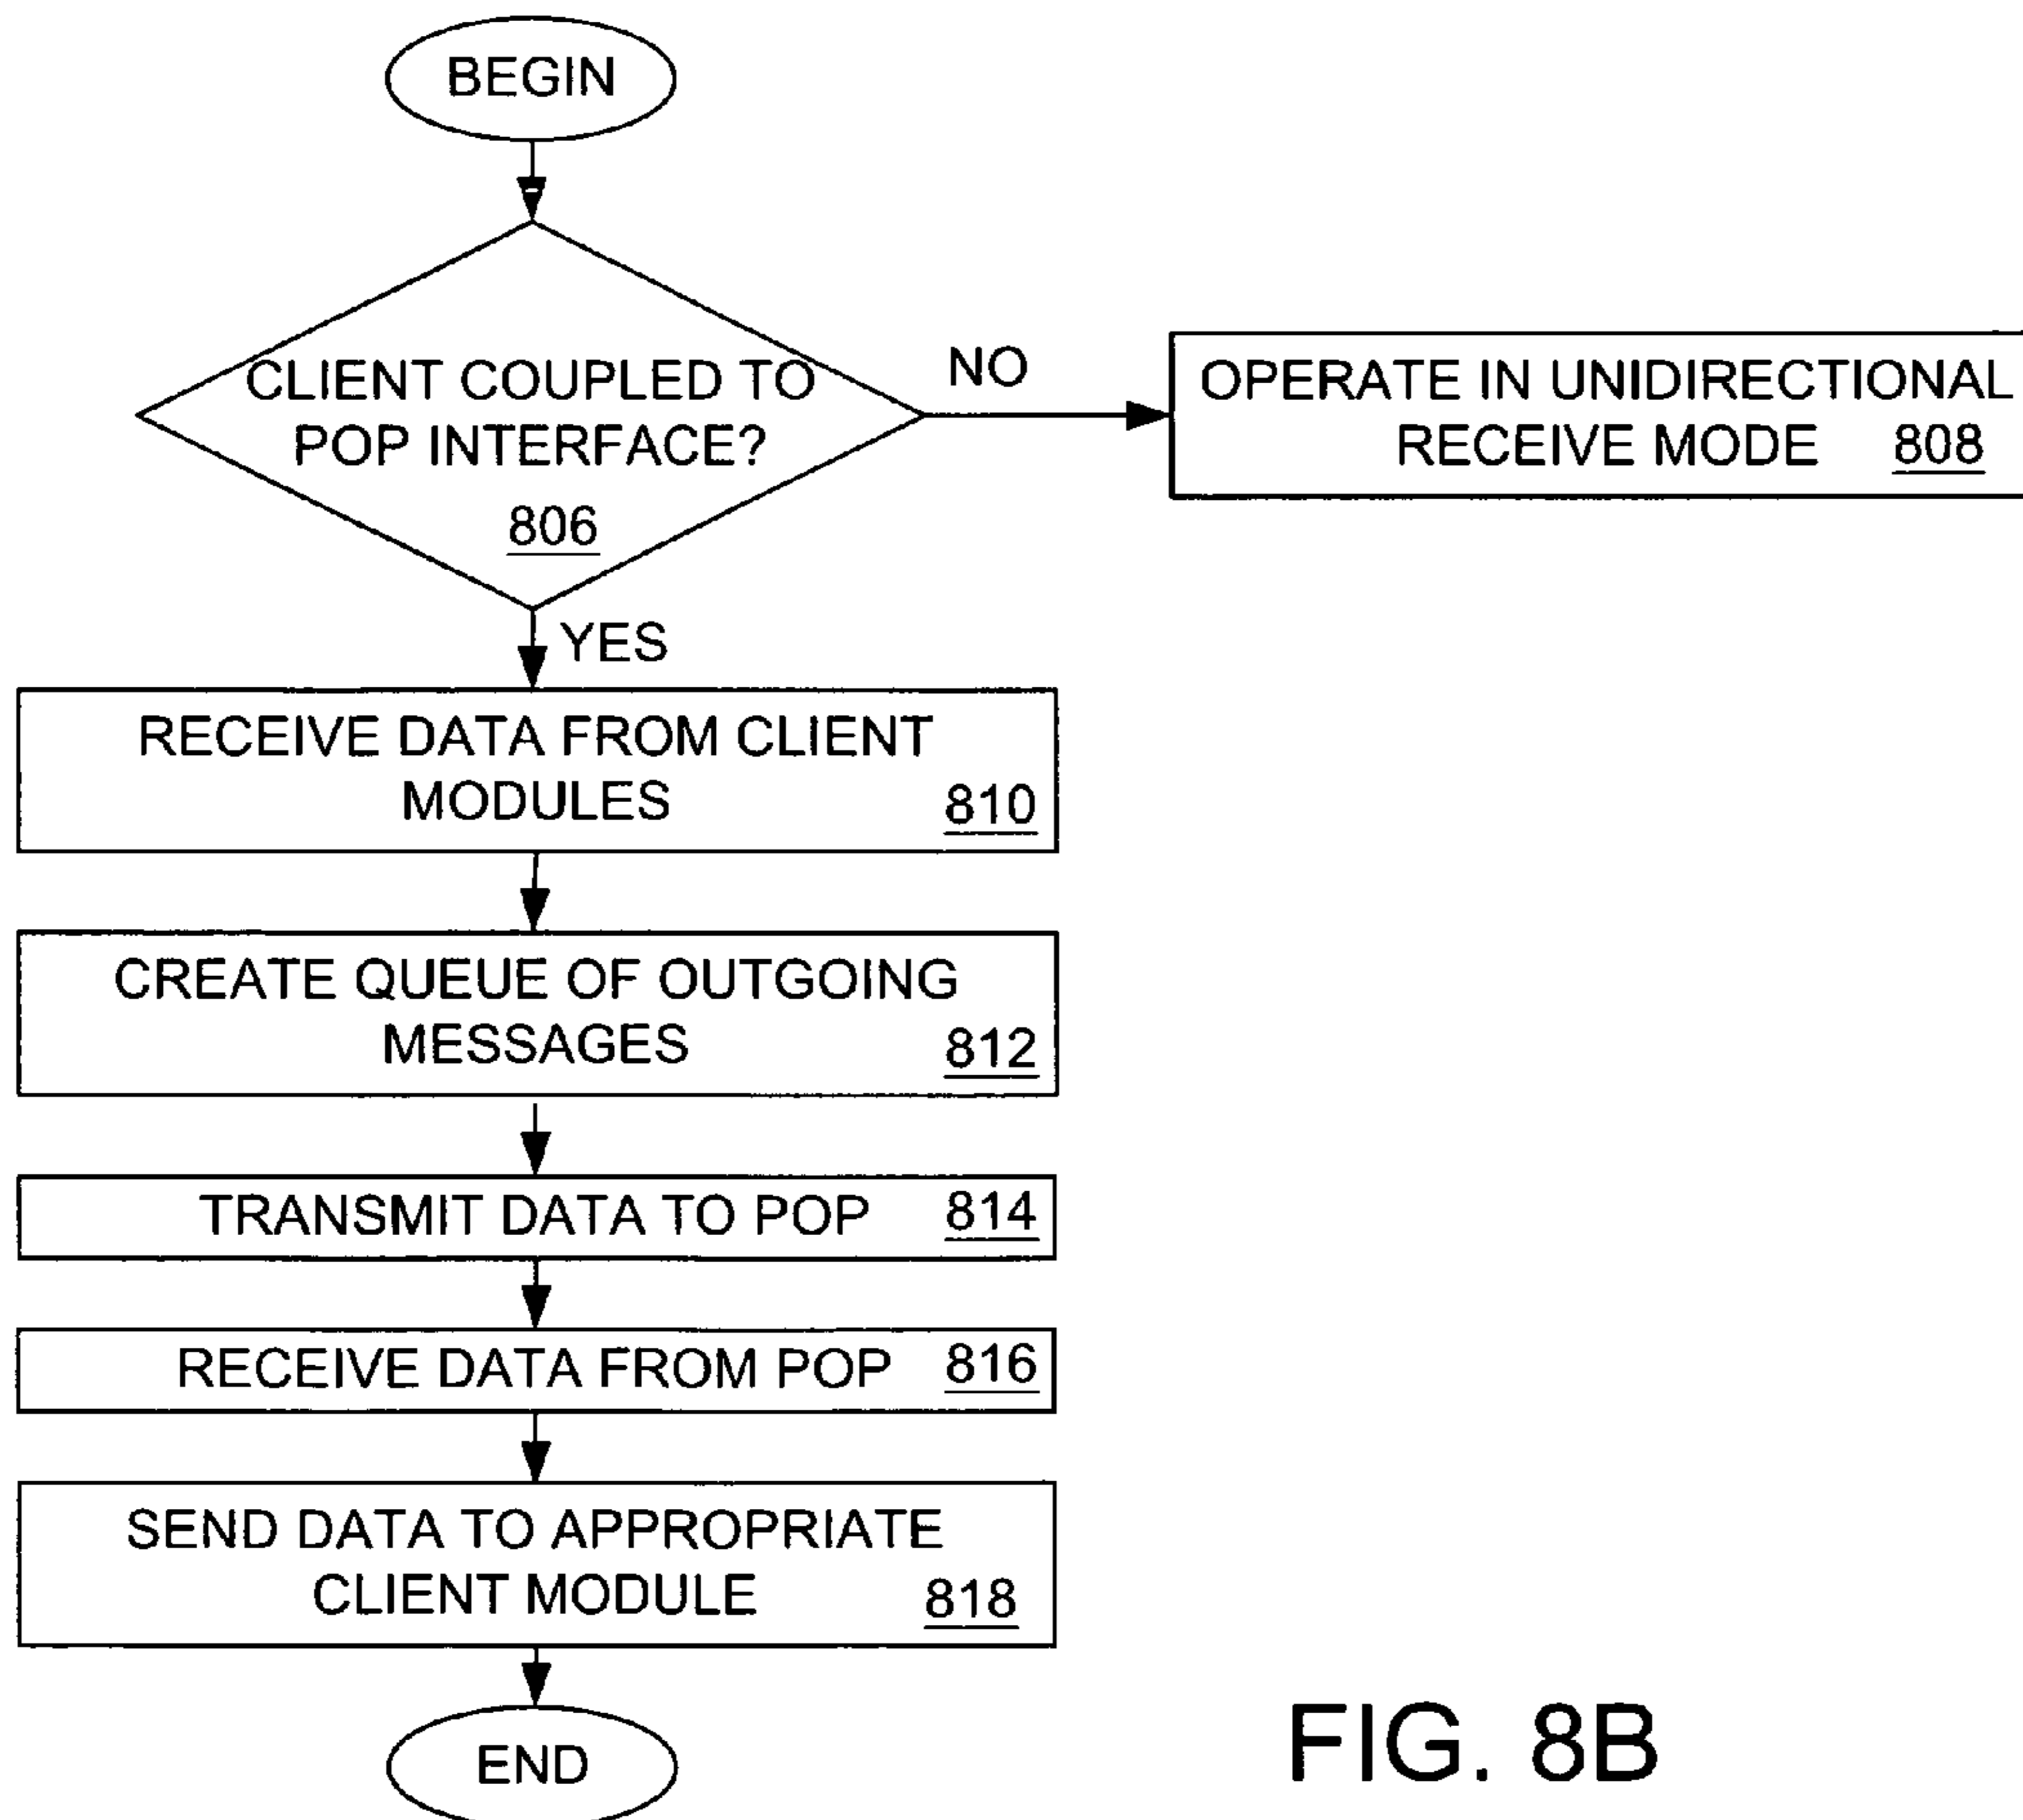 BEGIN
CLIENT COUPLED TO
POP INTERFACE?
806
NO
OPERATE IN UNIDIRECTIONAL
RECEIVE MODE 808
YES
RECEIVE DATA FROM CLIENT
MODULES 810
CREATE QUEUE OF OUTGOING
MESSAGES 812
TRANSMIT DATA TO POP 814
RECEIVE DATA FROM POP 816
SEND DATA TO APPROPRIATE
CLIENT MODULE 818
END
FIG. 8B